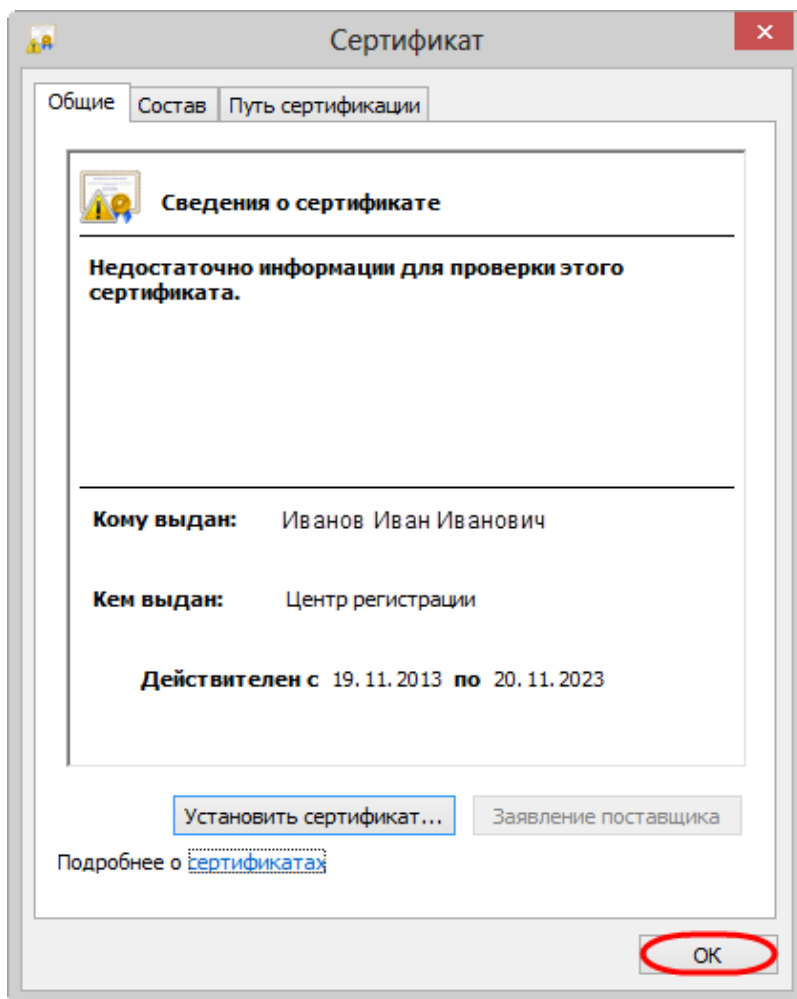 Сертификат
Общие Состав Путь сертификации
Сведения о сертификате
Недостаточно информации для проверки этого
сертификата.
Кому выдан: Иванов Иван Иванович
Кем выдан: Центр регистрации
Действителен с 19.11.2013 по 20.11.2023
Установить сертификат... Заявление поставщика
Подробнее о сертификатах
ОК